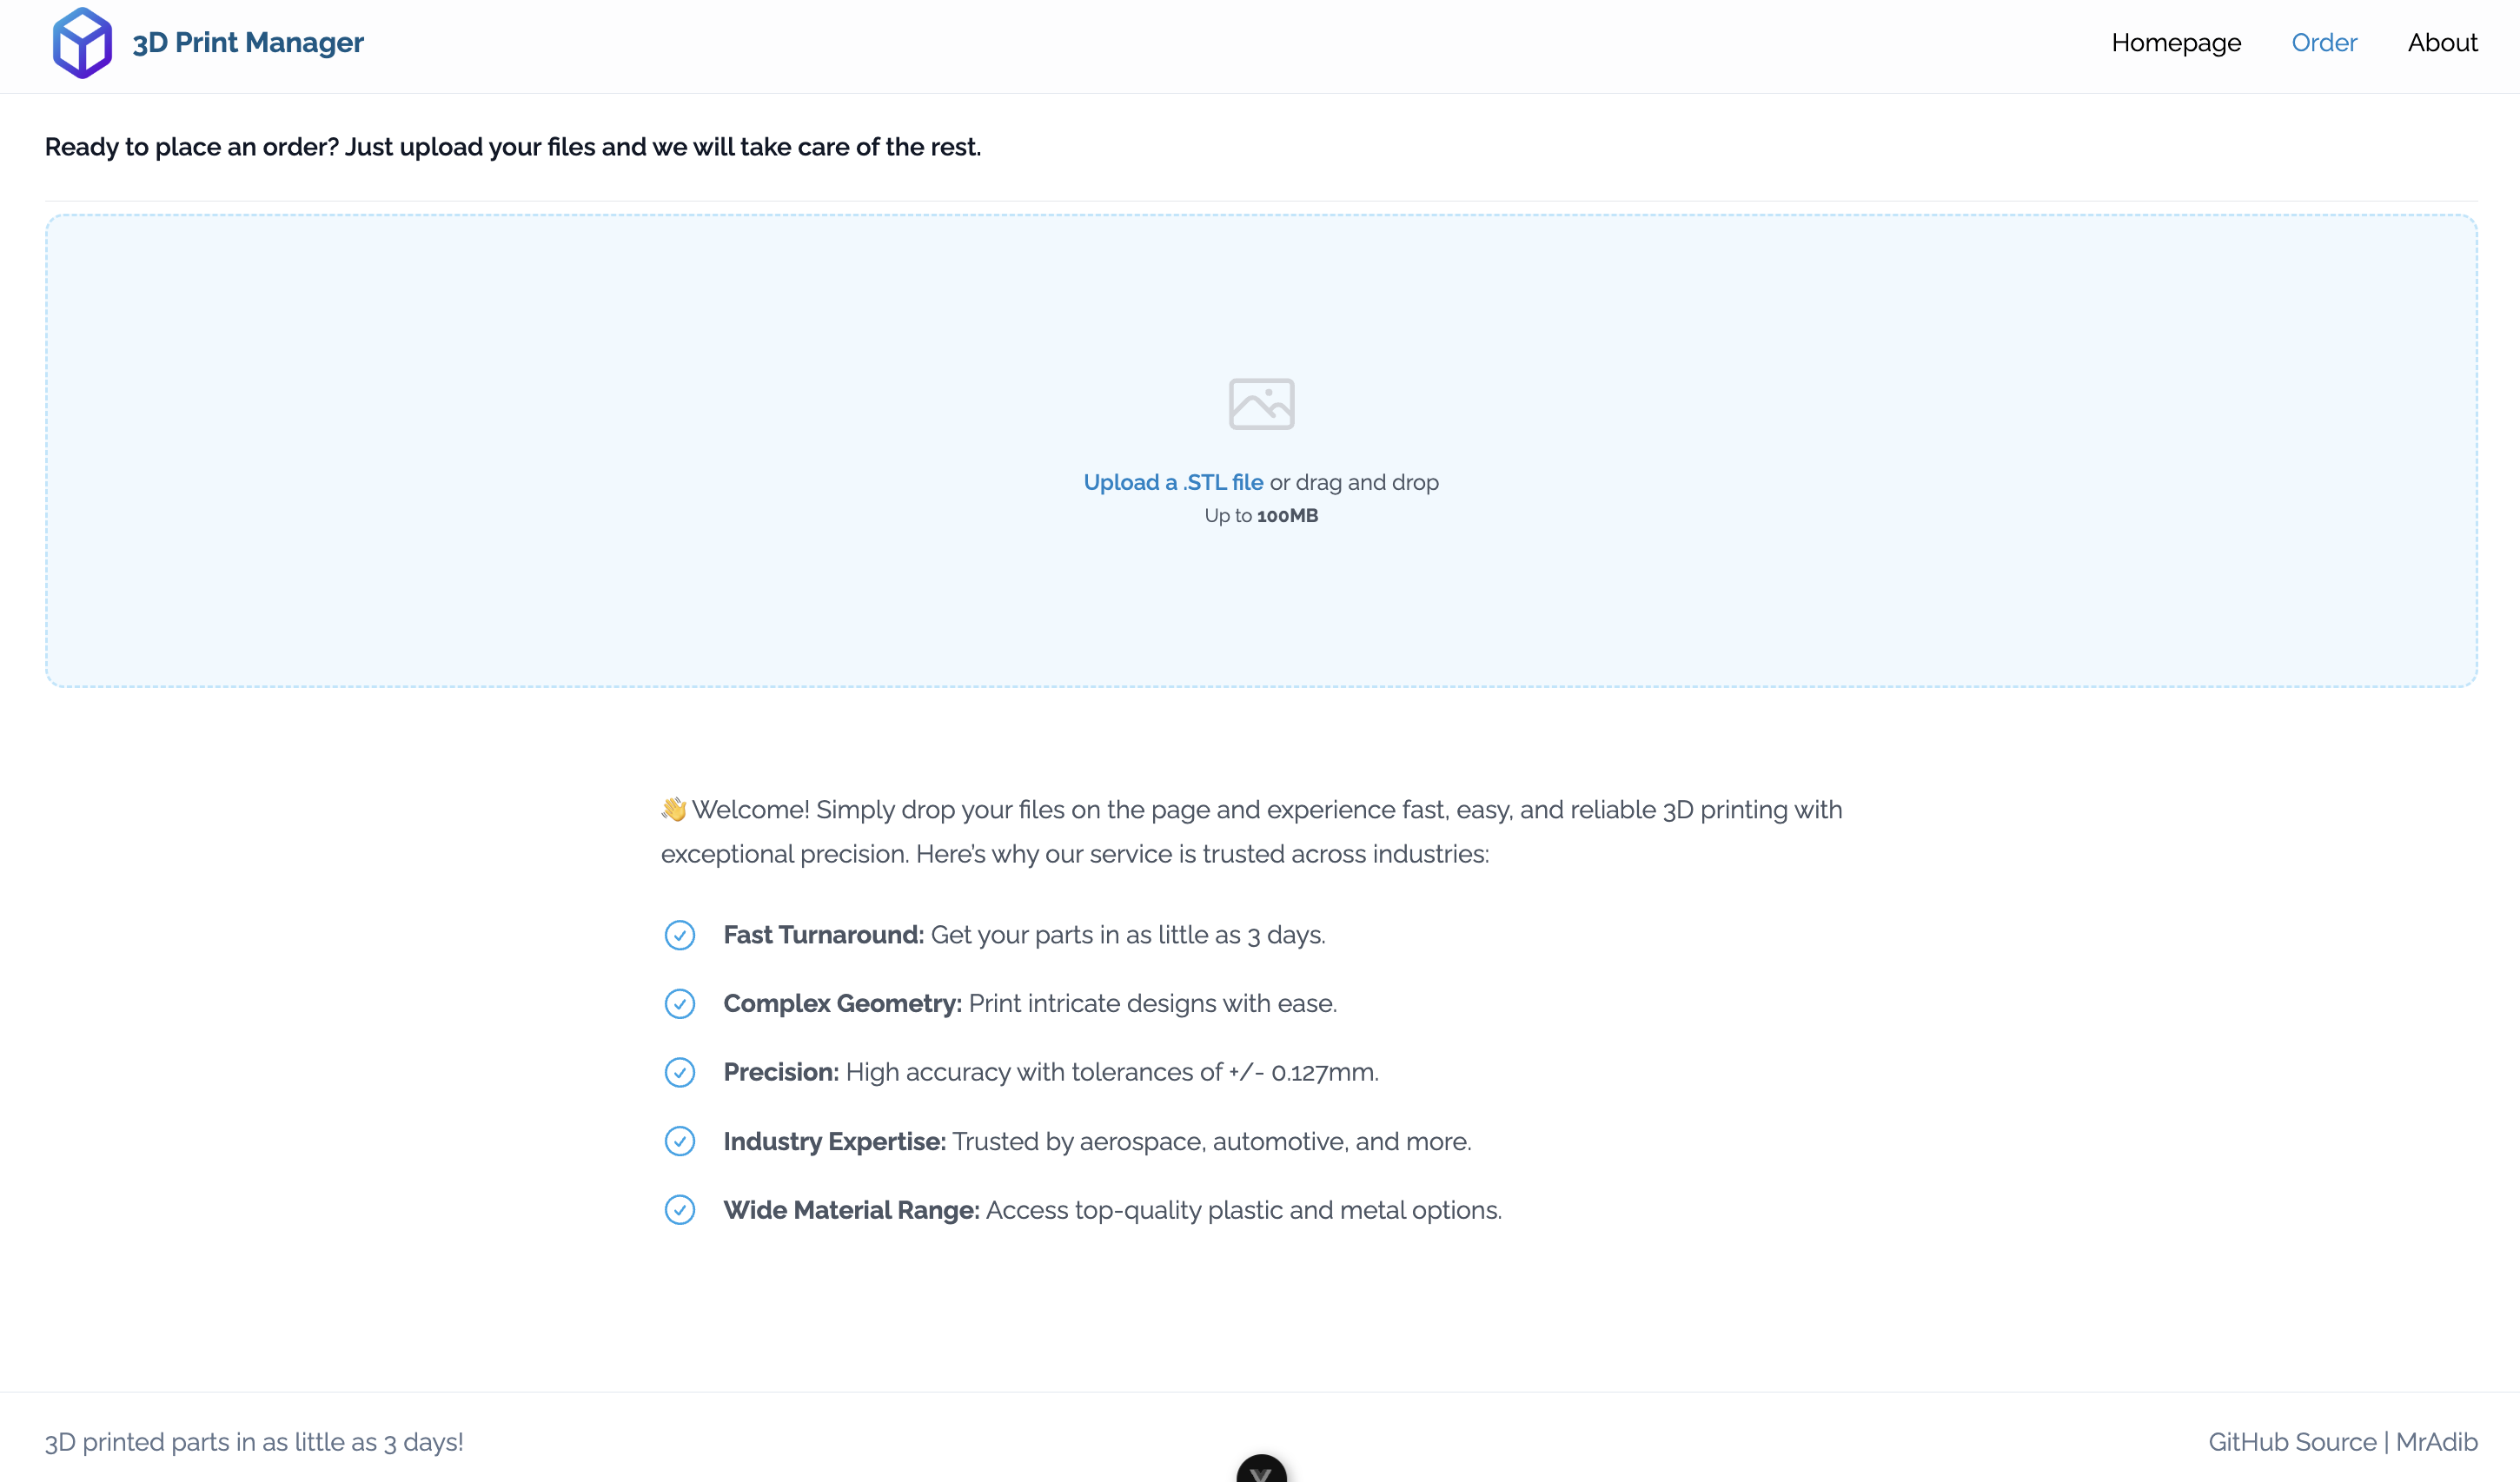 3D Print Manager
Homepage
Order
About
Ready to place an order? Just upload your files and we will take care of the rest.
Upload a .STL file or drag and drop
Up to 100MB
👋 Welcome! Simply drop your files on the page and experience fast, easy, and reliable 3D printing with
exceptional precision. Here’s why our service is trusted across industries:
Fast Turnaround: Get your parts in as little as 3 days.
Complex Geometry: Print intricate designs with ease.
Precision: High accuracy with tolerances of +/- 0.127mm.
Industry Expertise: Trusted by aerospace, automotive, and more.
Wide Material Range: Access top-quality plastic and metal options.
3D printed parts in as little as 3 days!
GitHub Source | MrAdib